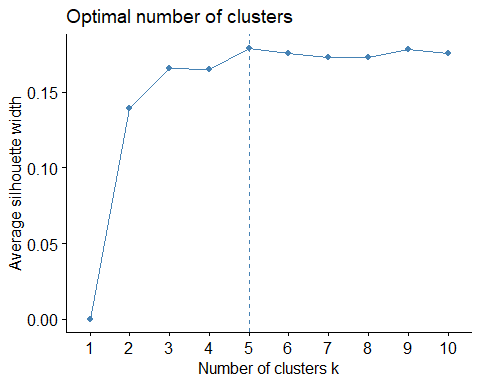 Optimal number of clusters
Average silhouette width
0.15
0.10
0.05
0.00
1 2 3 4 5 6 7 8 9 10
Number of clusters k